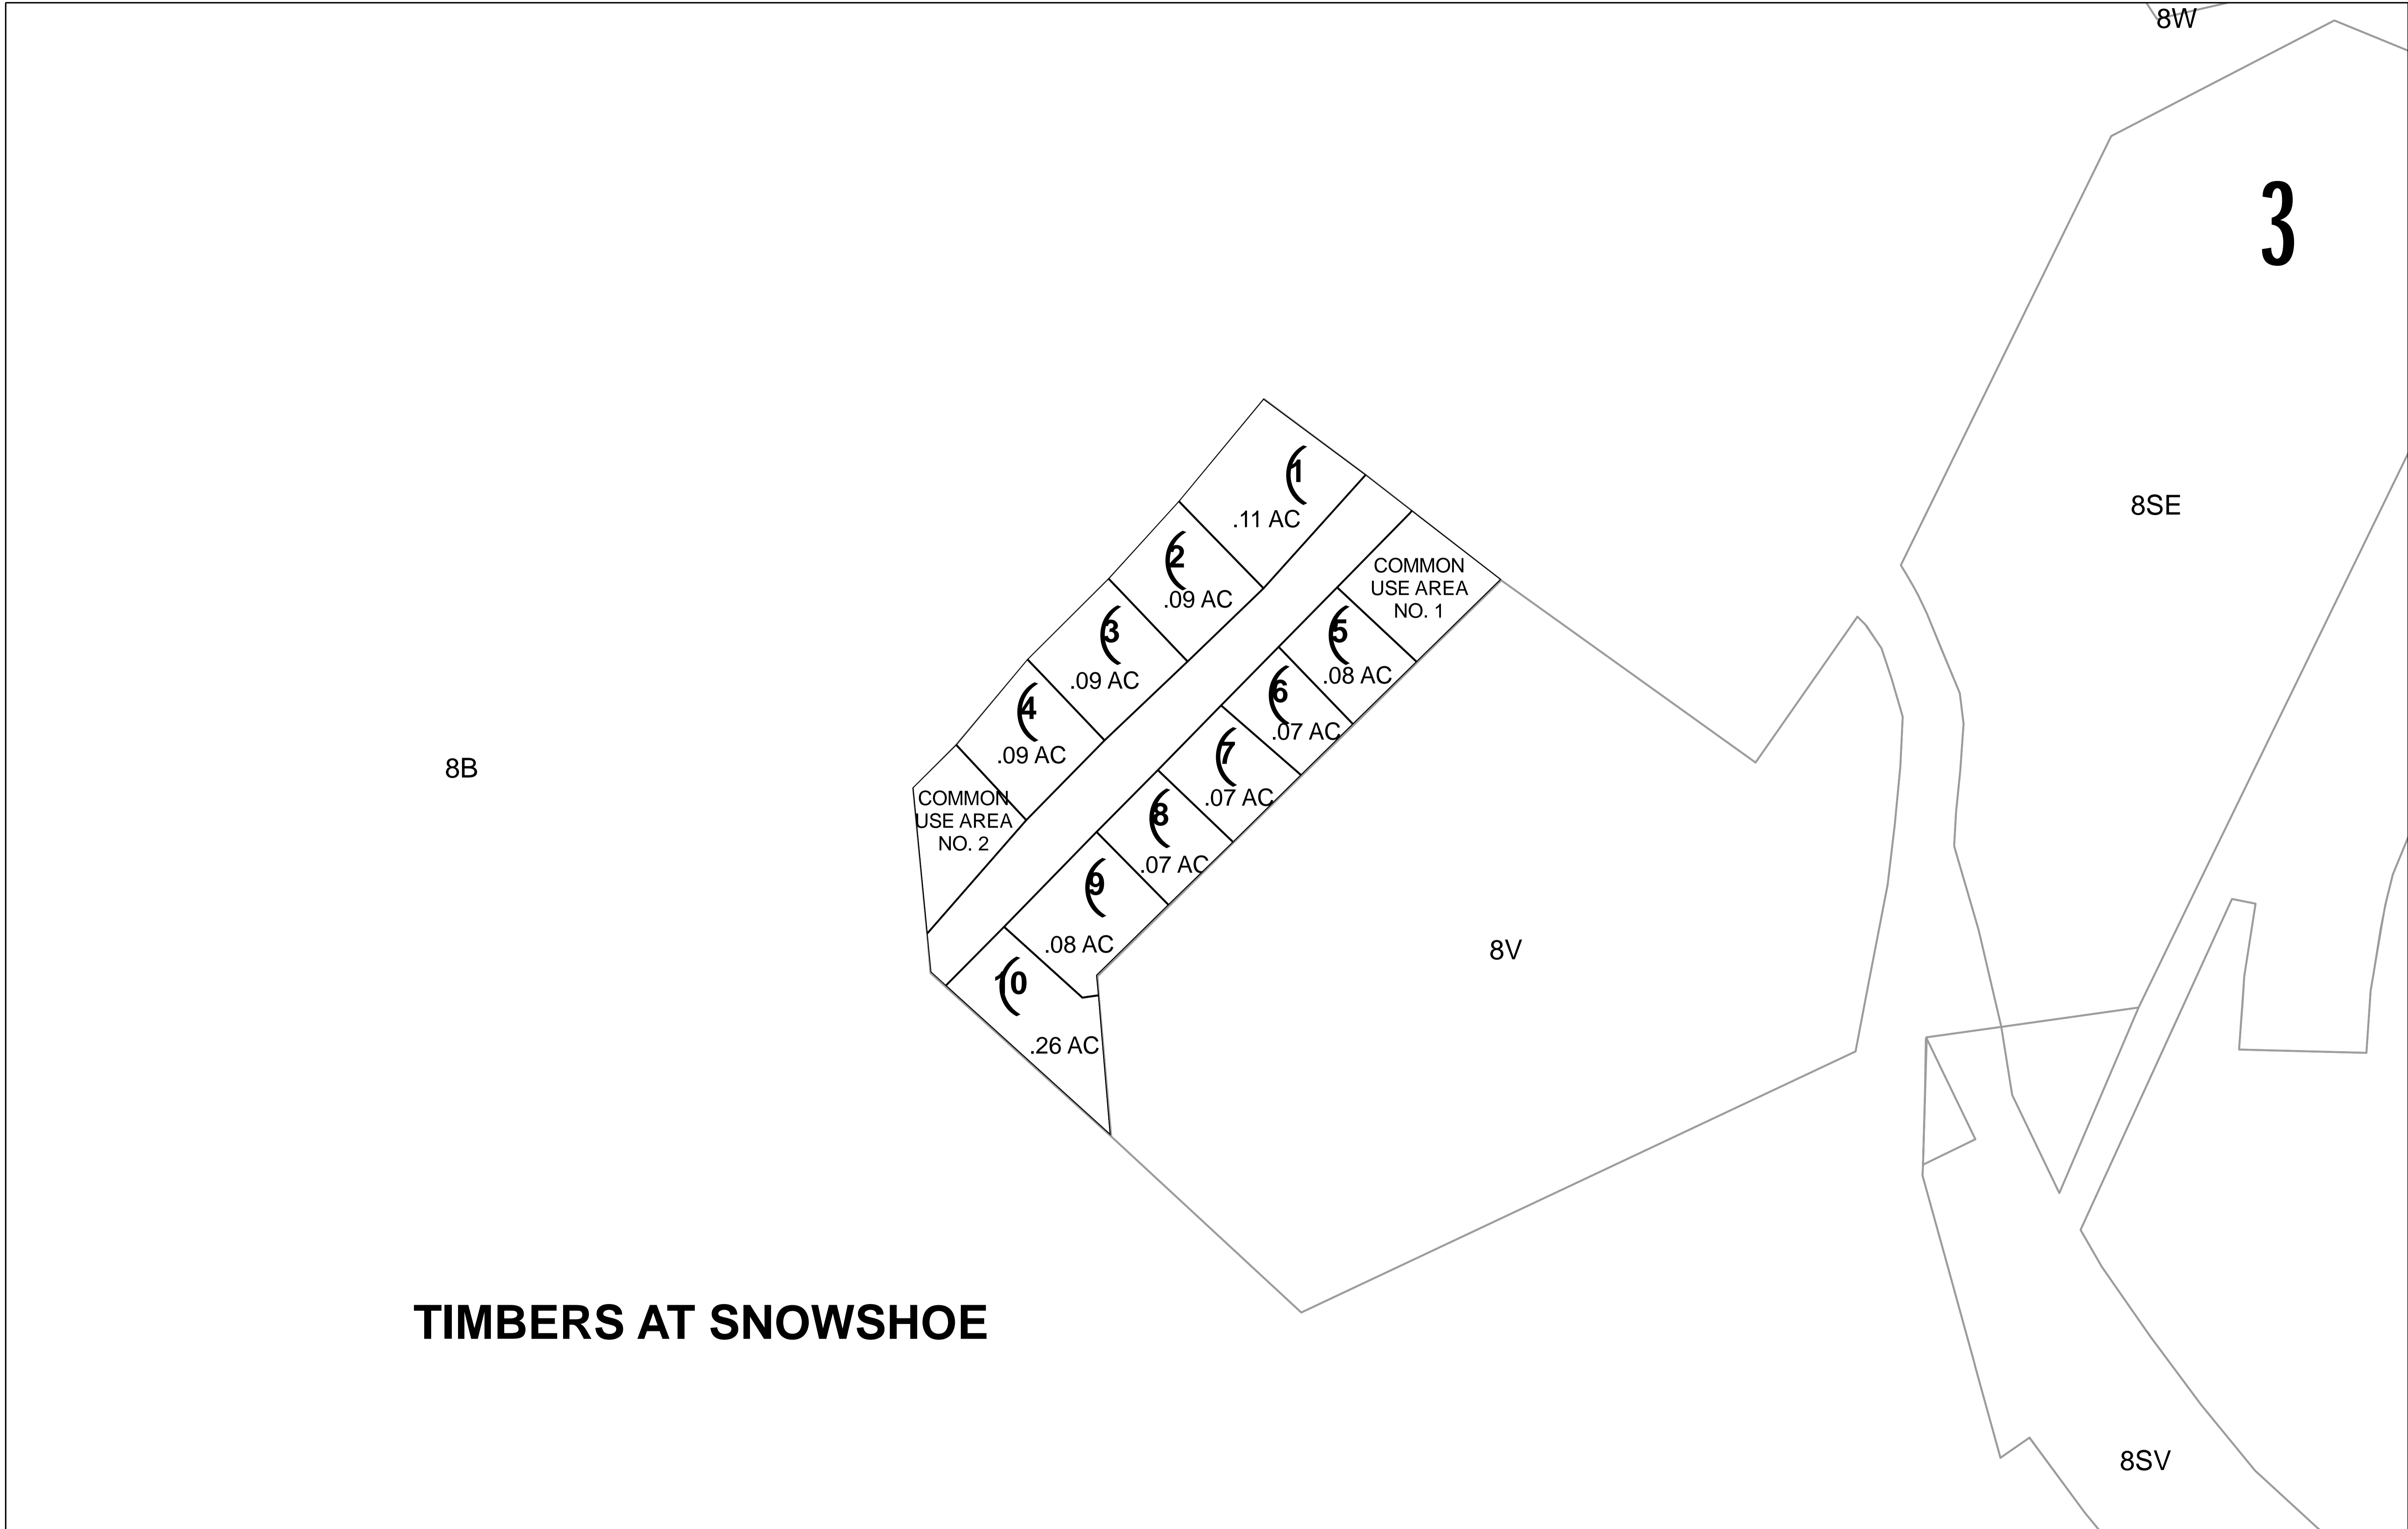 8W
3
8SE
1
.11 AC
2
.09 AC
COMMON
USE AREA
NO. 1
3
.09 AC
5
.08 AC
4
.09 AC
6
.07 AC
7
.07 AC
8B
COMMON
USE AREA
NO. 2
8
.07 AC
9
.08 AC
8V
10
.26 AC
TIMBERS AT SNOWSHOE
8SV